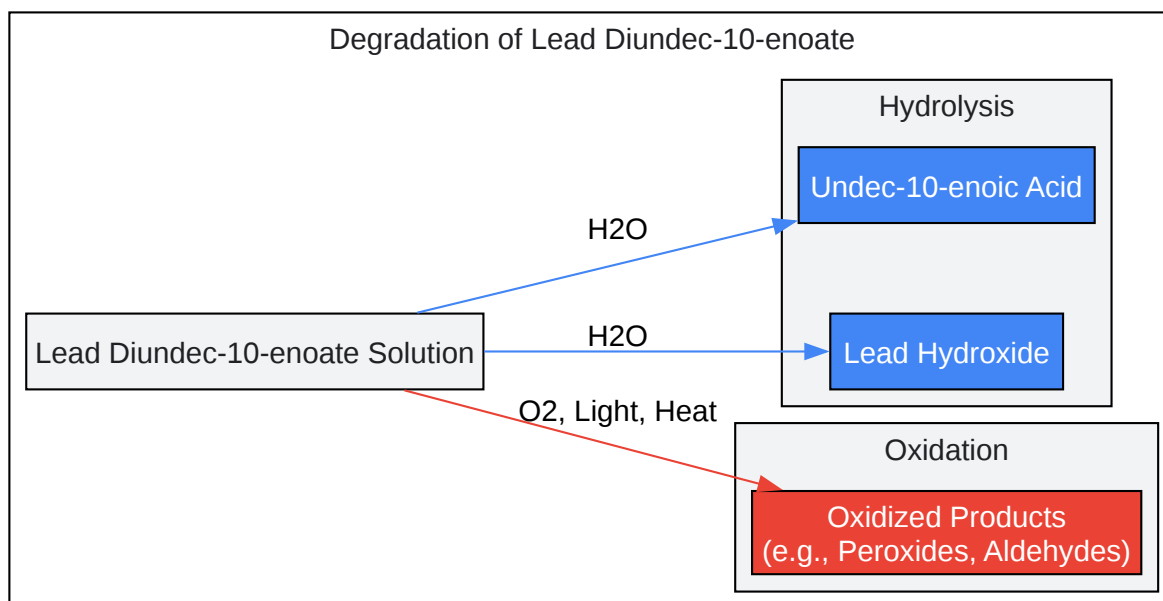 Degradation of Lead Diundec-10-enoate
Hydrolysis
Undec-10-enoic Acid
H2O
Lead Diundec-10-enoate Solution
H2O
Lead Hydroxide
O2, Light, Heat
Oxidation
Oxidized Products
(e.g., Peroxides, Aldehydes)